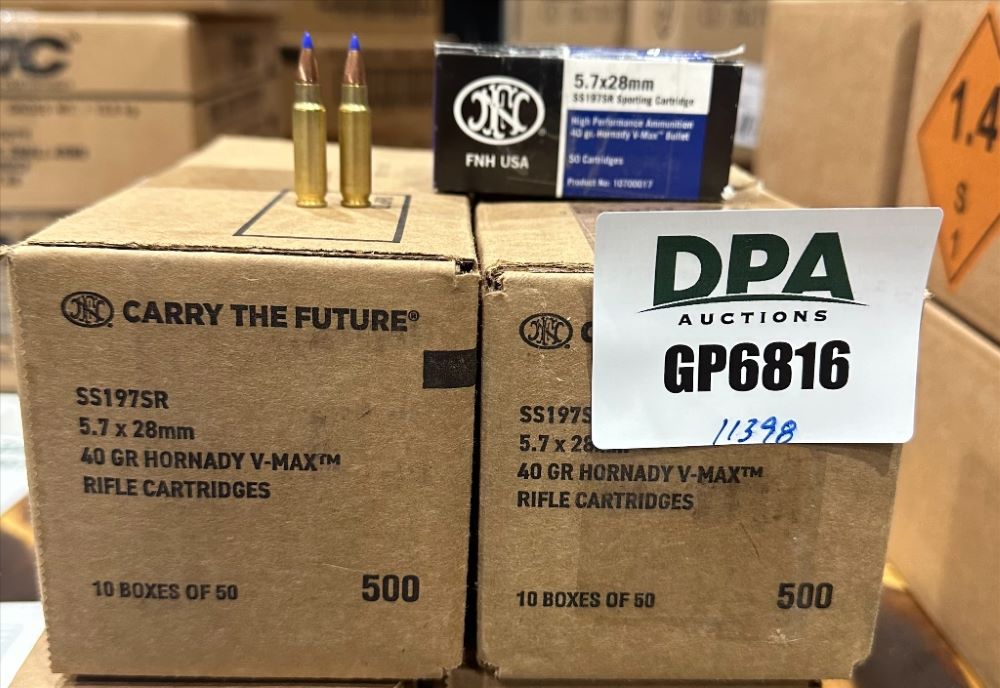 FN
FNH USA
5.7x28mm
SS197SR Sporting Cartridge
High Performance Ammunition
40 gr. Hornady V-Max™ Bullet
50 Cartridges
Product No: 10700017
1.4
S
1
DPA
AUCTIONS
GP6816
11398
FN CARRY THE FUTURE®
SS197SR
5.7 x 28mm
40 GR HORNADY V-MAX™
RIFLE CARTRIDGES
10 BOXES OF 50
500
FN C
SS197S
5.7 x 28
40 GR HORNADY V-MAX™
RIFLE CARTRIDGES
10 BOXES OF 50
500